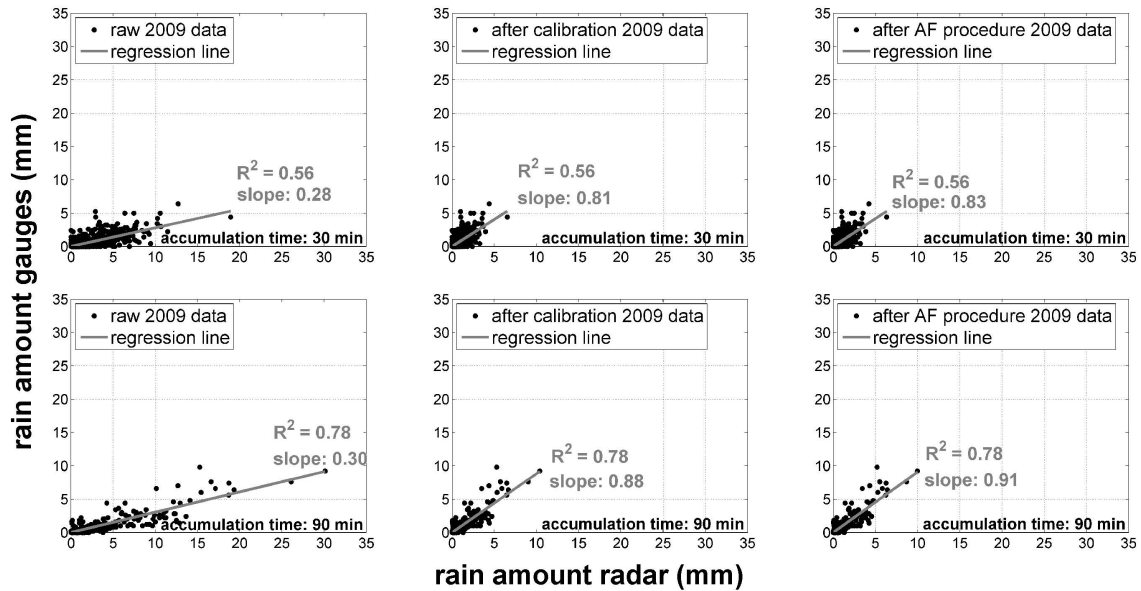 rain amount gauges (mm)
35
30
25
20
15
10
5
0
raw 2009 data
regression line
R² = 0.56
slope: 0.28
accumulation time: 30 min
0 5 10 15 20 25 30 35
35
30
25
20
15
10
5
0
after calibration 2009 data
regression line
R² = 0.56
slope: 0.81
accumulation time: 30 min
0 5 10 15 20 25 30 35
35
30
25
20
15
10
5
0
after AF procedure 2009 data
regression line
R² = 0.56
slope: 0.83
accumulation time: 30 min
0 5 10 15 20 25 30 35
35
30
25
20
15
10
5
0
raw 2009 data
regression line
R² = 0.78
slope: 0.30
accumulation time: 90 min
0 5 10 15 20 25 30 35
35
30
25
20
15
10
5
0
after calibration 2009 data
regression line
R² = 0.78
slope: 0.88
accumulation time: 90 min
0 5 10 15 20 25 30 35
35
30
25
20
15
10
5
0
after AF procedure 2009 data
regression line
R² = 0.78
slope: 0.91
accumulation time: 90 min
0 5 10 15 20 25 30 35
rain amount radar (mm)